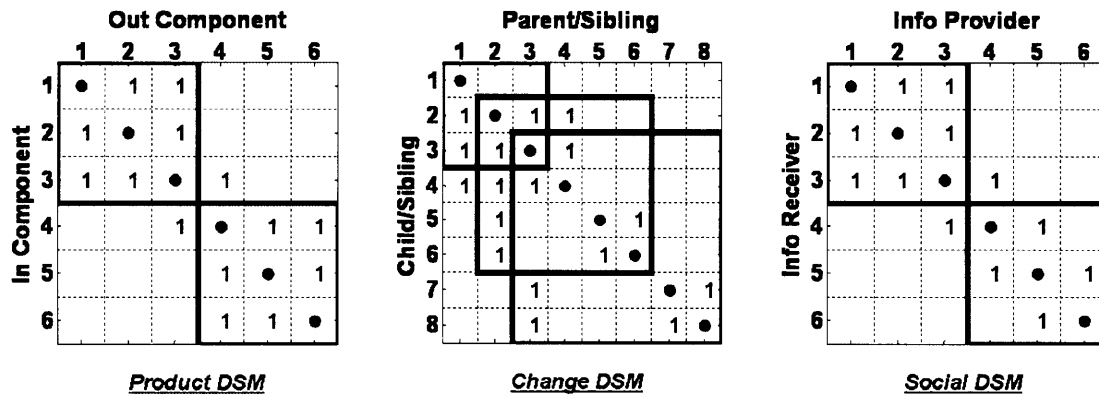 Out Component
1 2 3 4 5 6
In Component
1 ● 1 1
2 1 ● 1
3 1 1 ● 1
4 1 ● 1 1
5 1 ● 1
6 1 1 ●
Product DSM
Parent/Sibling
1 2 3 4 5 6 7 8
Child/Sibling
1 ●
2 1 ● 1 1
3 1 1 ● 1
4 1 1 1 ●
5 1 ● 1
6 1 1 ●
7 1 ● 1
8 1 1 ●
Change DSM
Info Provider
1 2 3 4 5 6
Info Receiver
1 ● 1 1
2 1 ● 1
3 1 1 ● 1
4 ● 1
5 1 ● 1
6 1 ●
Social DSM